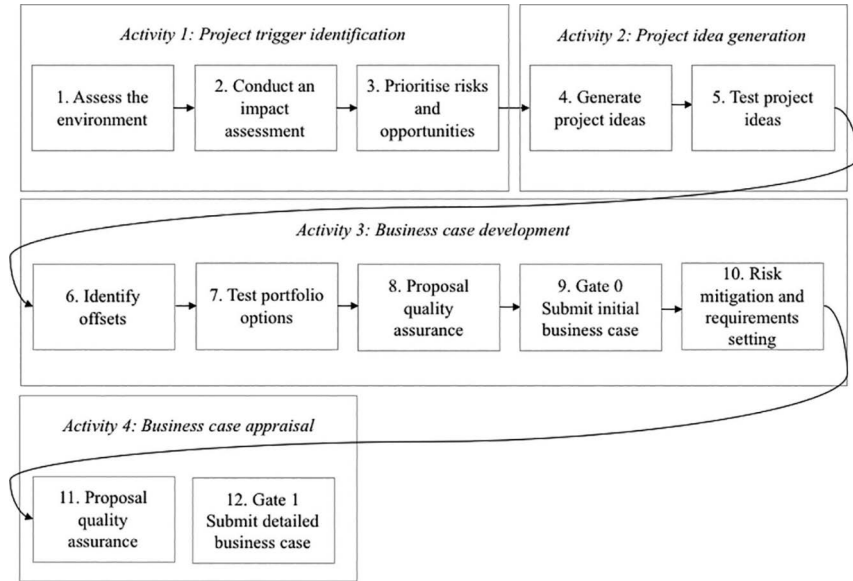 Activity 1: Project trigger identification
1. Assess the
environment
2. Conduct an
impact
assessment
3. Prioritise risks
and
opportunities
Activity 2: Project idea generation
4. Generate
project ideas
5. Test project
ideas
Activity 3: Business case development
6. Identify
offsets
7. Test portfolio
options
8. Proposal
quality
assurance
9. Gate 0
Submit initial
business case
10. Risk
mitigation and
requirements
setting
Activity 4: Business case appraisal
11. Proposal
quality
assurance
12. Gate 1
Submit detailed
business case